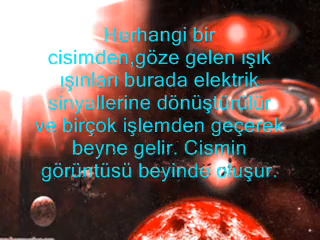 Herhangi bir
cisimden,göze gelen ışık
ışınları burada elektrik
sinyallerine dönüştürülür
ve birçok işlemden geçerek
beyne gelir. Cismin
görüntüsü beyinde oluşur.